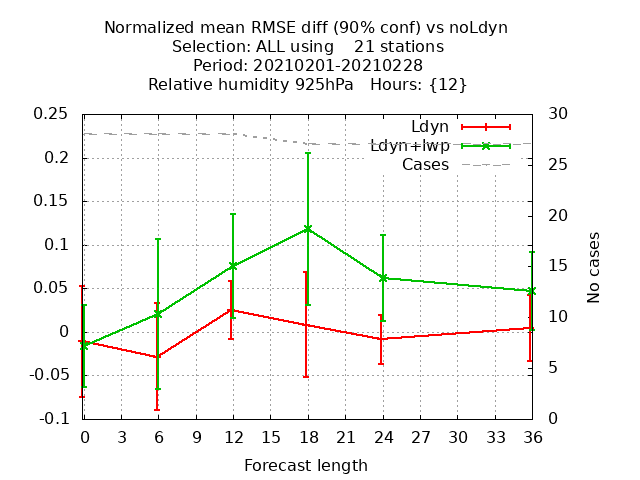 Normalized mean RMSE diff (90% conf) vs noLdyn
Selection: ALL using    21 stations
Period: 20210201-20210228
Relative humidity 925hPa   Hours: {12}
Ldyn
Ldyn+lwp
Cases
0.25
0.2
0.15
0.1
0.05
0
-0.05
-0.1
30
25
20
15
10
5
0
No cases
0 3 6 9 12 15 18 21 24 27 30 33 36
Forecast length